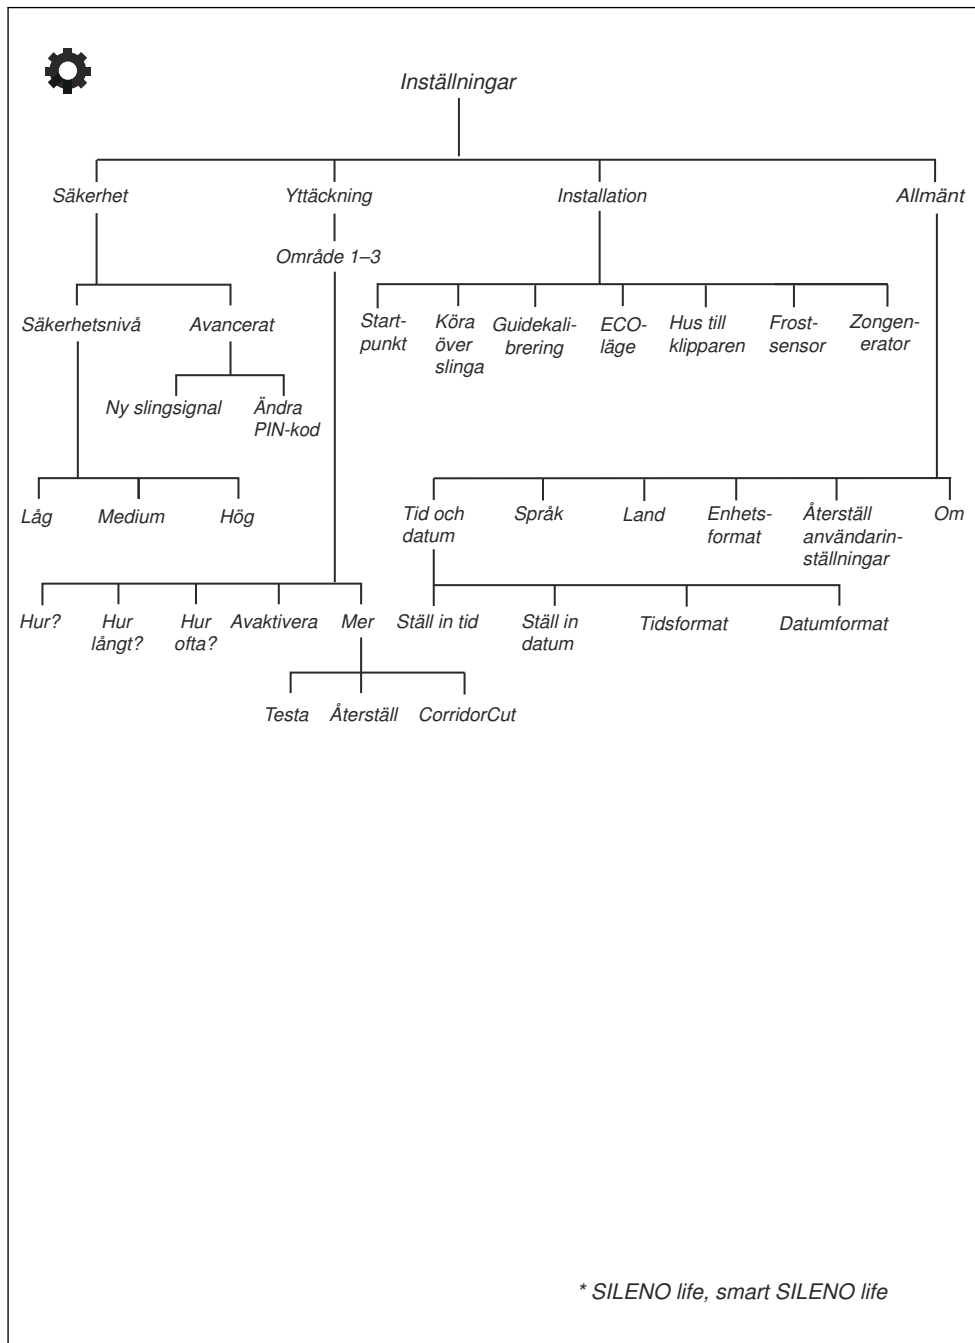 Inställningar
Säkerhet
Yttäckning
Installation
Allmänt
Område 1–3
Säkerhetsnivå
Avancerat
Start-
punkt
Köra
över
slinga
Guidekali-
brering
ECO-
läge
Hus till
klipparen
Frost-
sensor
Zongen-
erator
Ny slingsignal
Ändra
PIN-kod
Låg
Medium
Hög
Tid och
datum
Språk
Land
Enhets-
format
Återställ
användarin-
ställningar
Om
Hur?
Hur
långt?
Hur
ofta?
Avaktivera
Mer
Ställ in tid
Ställ in
datum
Tidsformat
Datumformat
Testa
Återställ
CorridorCut
* SILENO life, smart SILENO life